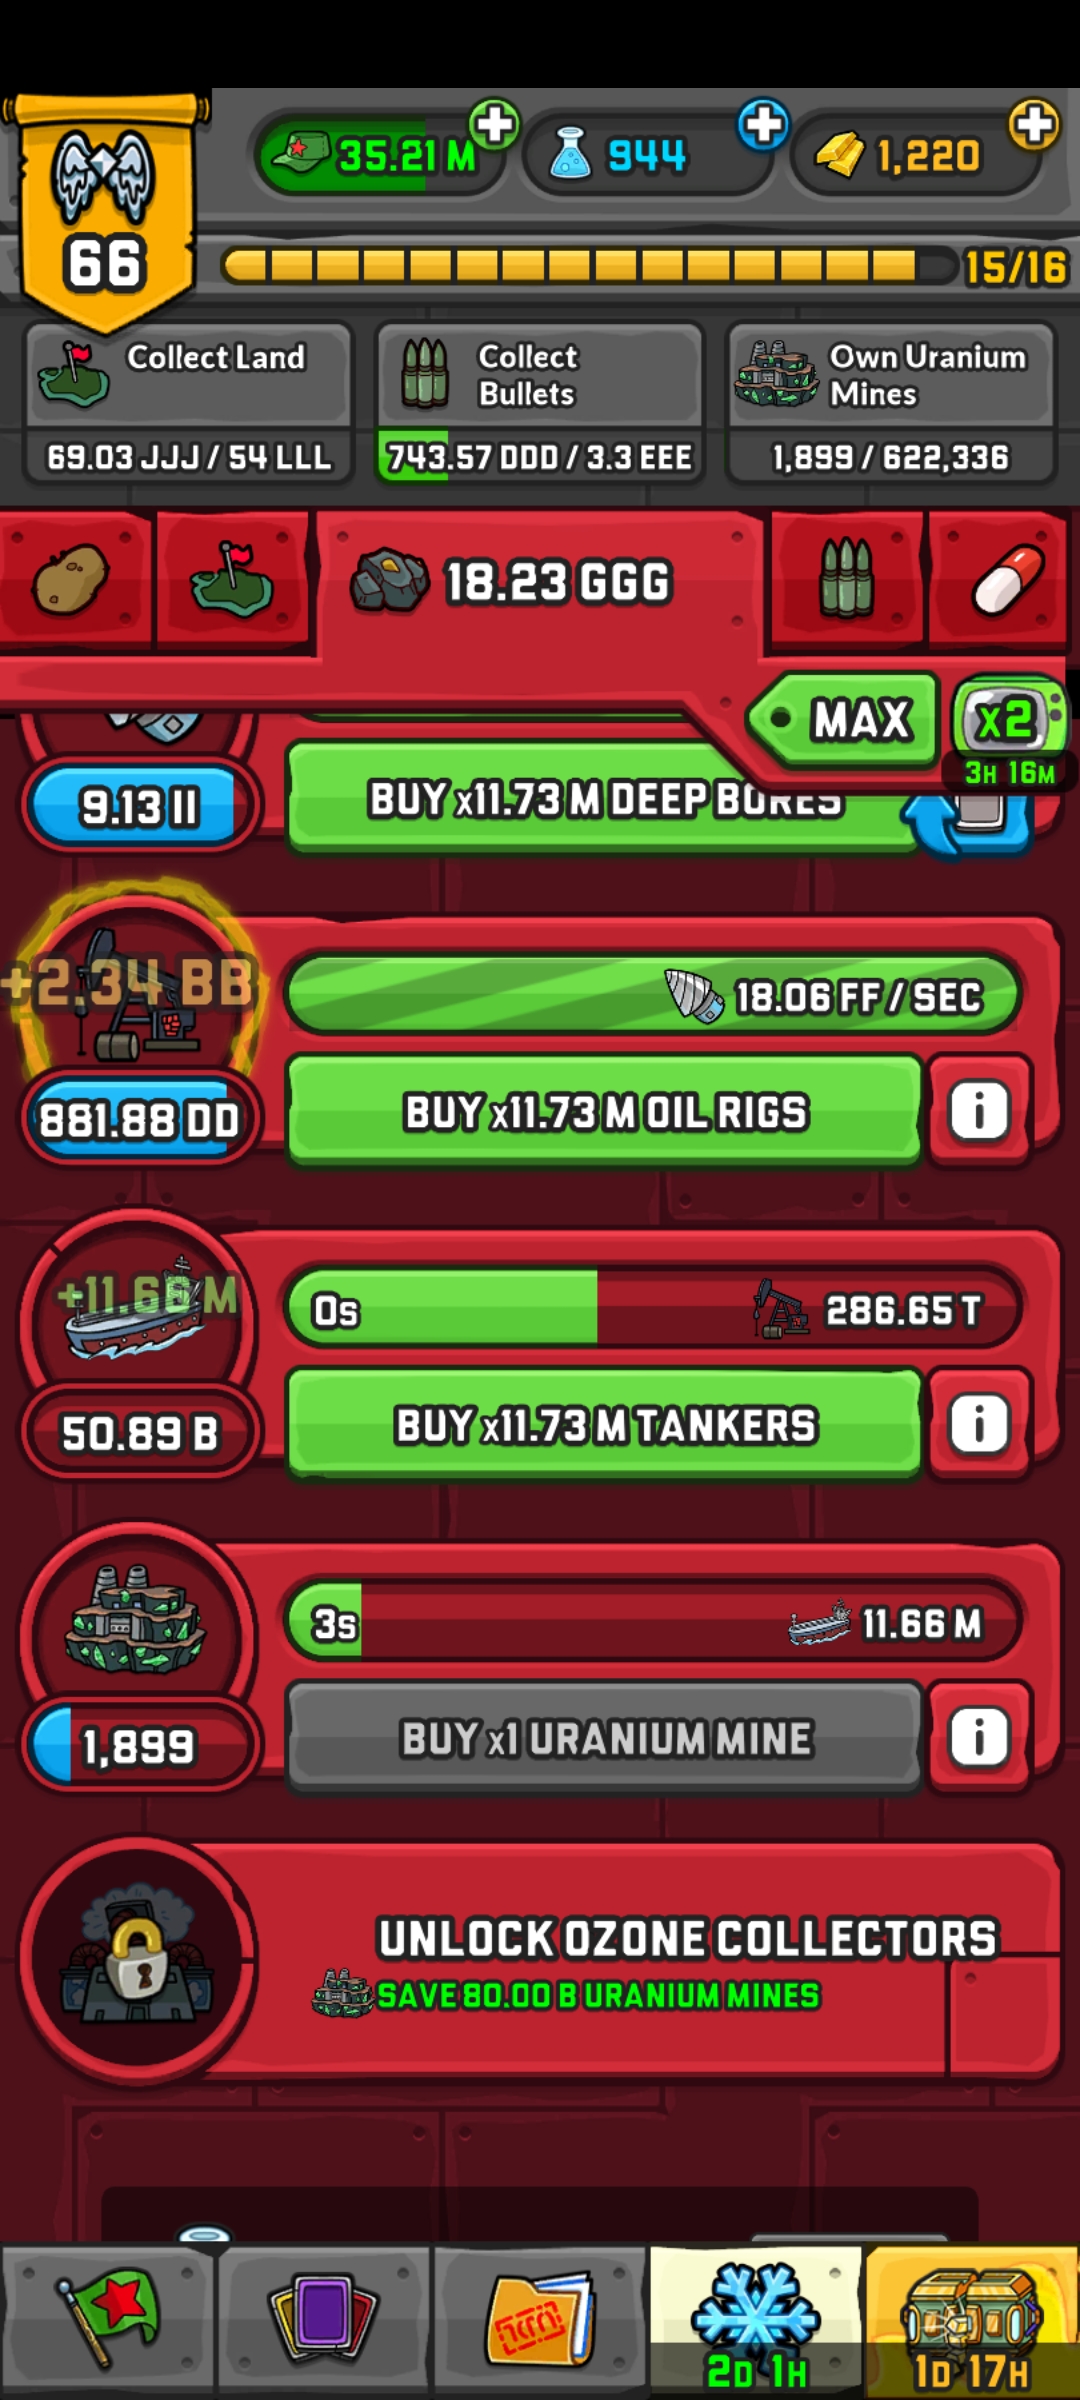 35.21 M
944
1,220
66
15/16
Collect Land
69.03 JJJ / 54 LLL
Collect
Bullets
743.57 DDD / 3.3 EEE
Own Uranium
Mines
1,899 / 622,336
18.23 GGG
MAX
x2
3H 16M
9.13 II
BUY x11.73 M DEEP BORES
+2.34 BB
18.06 FF / SEC
881.88 DD
BUY x11.73 M OIL RIGS
i
+11.66 M
0s
286.65 T
50.89 B
BUY x11.73 M TANKERS
i
3s
11.66 M
1,899
BUY x1 URANIUM MINE
i
UNLOCK OZONE COLLECTORS
SAVE 80.00 B URANIUM MINES
2D 1H
1D 17H